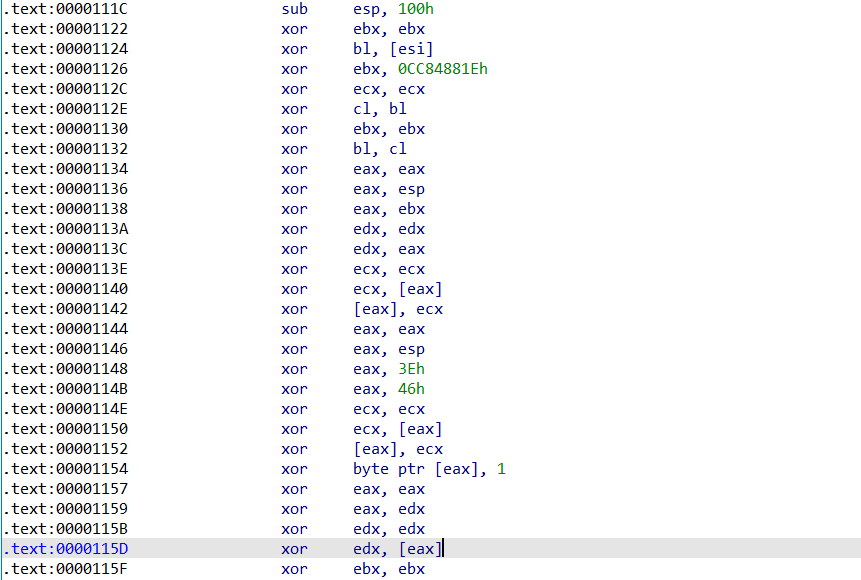 .text:0000111C sub esp, 100h
.text:00001122 xor ebx, ebx
.text:00001124 xor bl, [esi]
.text:00001126 xor ebx, 0CC84881Eh
.text:0000112C xor ecx, ecx
.text:0000112E xor cl, bl
.text:00001130 xor ebx, ebx
.text:00001132 xor bl, cl
.text:00001134 xor eax, eax
.text:00001136 xor eax, esp
.text:00001138 xor eax, ebx
.text:0000113A xor edx, edx
.text:0000113C xor edx, eax
.text:0000113E xor ecx, ecx
.text:00001140 xor ecx, [eax]
.text:00001142 xor [eax], ecx
.text:00001144 xor eax, eax
.text:00001146 xor eax, esp
.text:00001148 xor eax, 3Eh
.text:0000114B xor eax, 46h
.text:0000114E xor ecx, ecx
.text:00001150 xor ecx, [eax]
.text:00001152 xor [eax], ecx
.text:00001154 xor byte ptr [eax], 1
.text:00001157 xor eax, eax
.text:00001159 xor eax, edx
.text:0000115B xor edx, edx
.text:0000115D xor edx, [eax]
.text:0000115F xor ebx, ebx